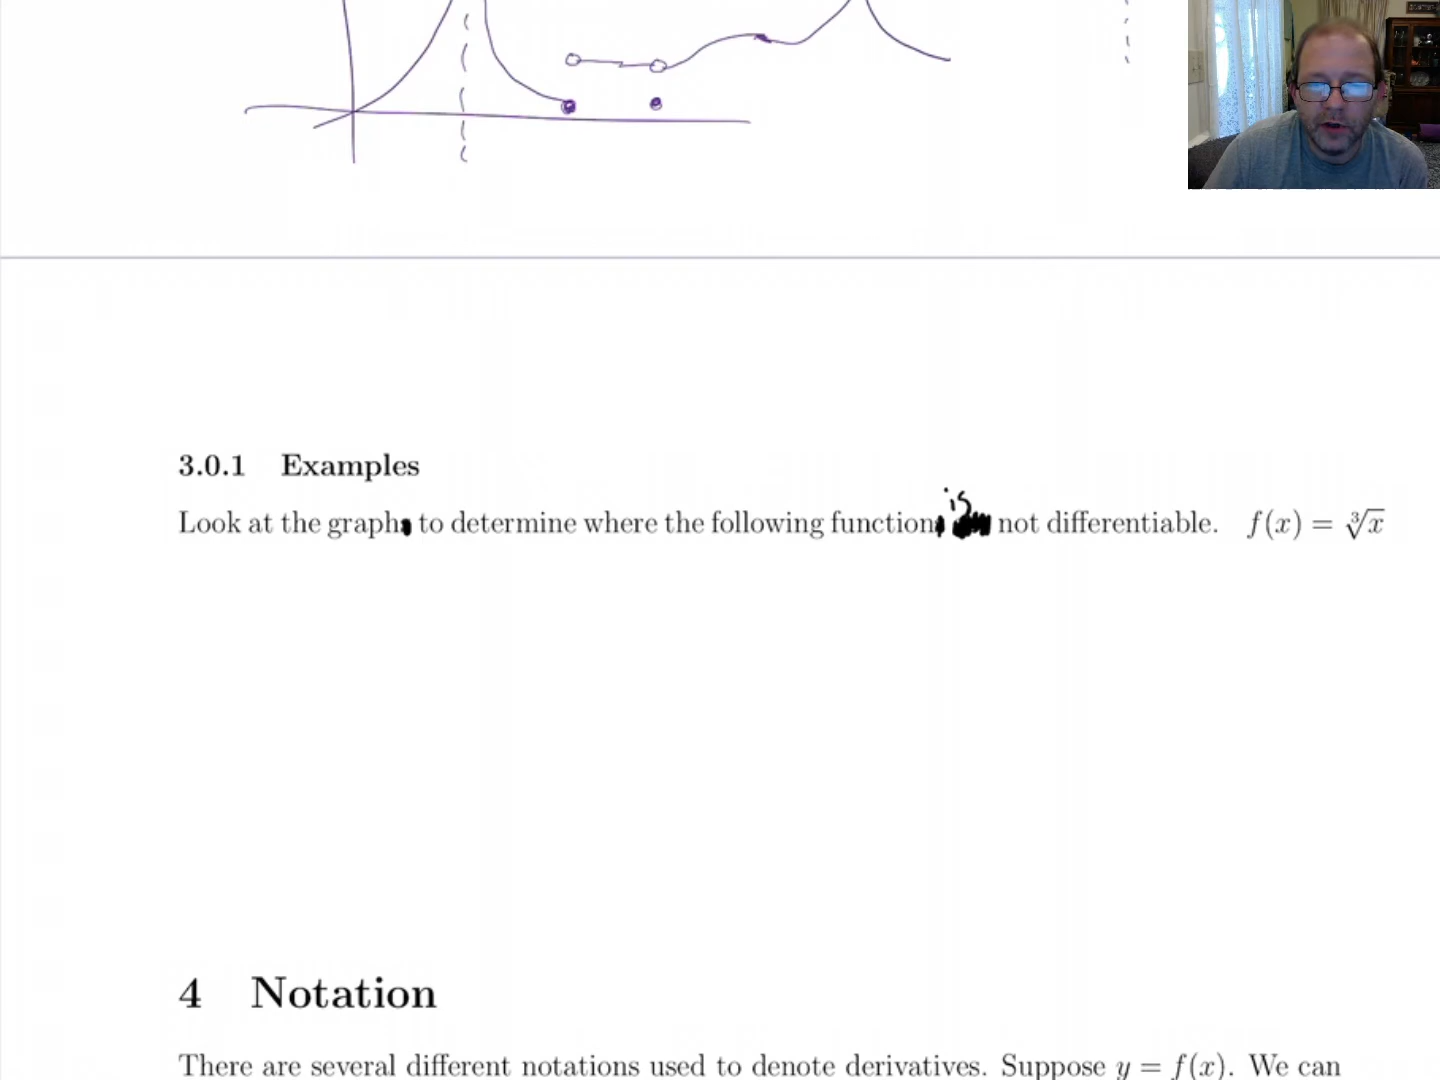 3.0.1 Examples
is
Look at the graph to determine where the following function not differentiable. f(x) = ∛x
4 Notation
There are several different notations used to denote derivatives. Suppose y = f(x). We can